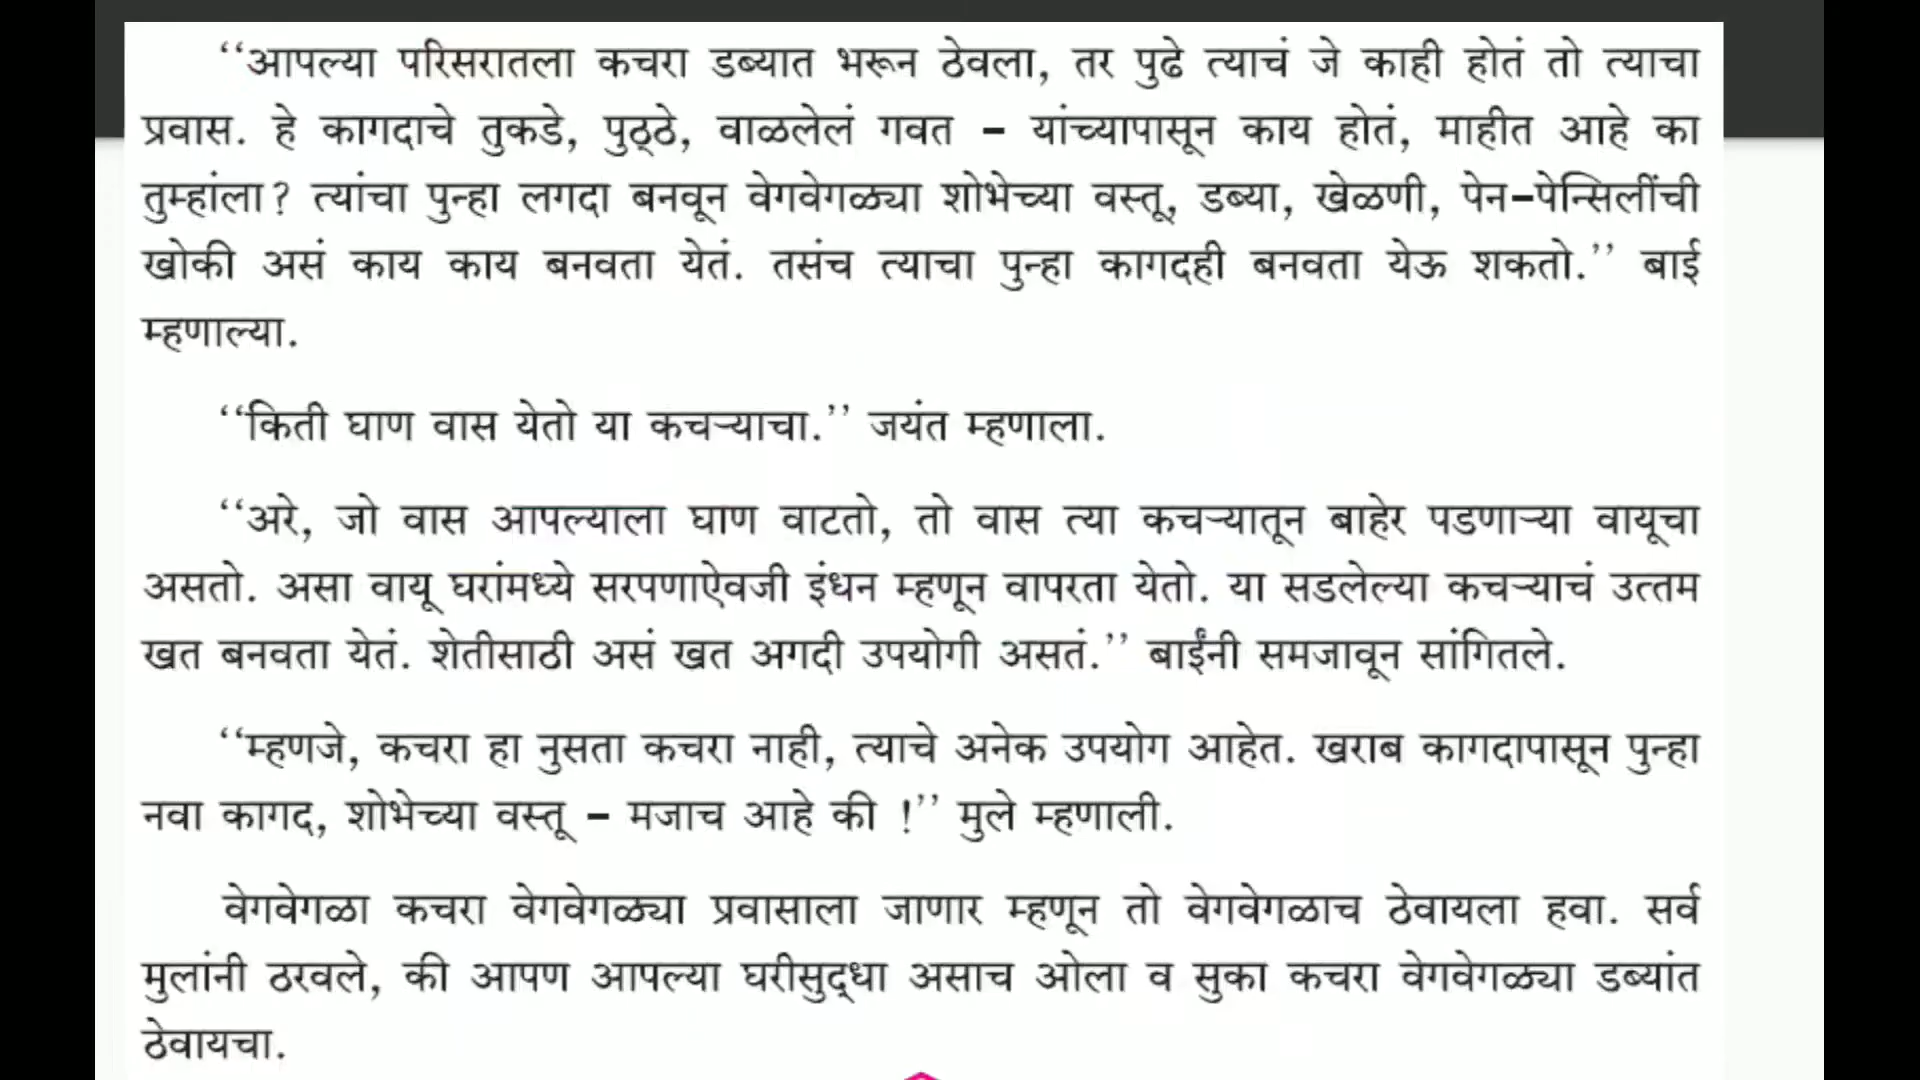 ‘‘आपल्या परिसरातला कचरा डब्यात भरून ठेवला, तर पुढे त्याचं जे काही होतं तो त्याचा
प्रवास. हे कागदाचे तुकडे, पुठ्ठे, वाळलेलं गवत – यांच्यापासून काय होतं, माहीत आहे का
तुम्हांला? त्यांचा पुन्हा लगदा बनवून वेगवेगळ्या शोभेच्या वस्तू, डब्या, खेळणी, पेन-पेन्सिलींची
खोकी असं काय काय बनवता येतं. तसंच त्याचा पुन्हा कागदही बनवता येऊ शकतो.’’ बाई
म्हणाल्या.
‘‘किती घाण वास येतो या कचऱ्याचा.’’ जयंत म्हणाला.
‘‘अरे, जो वास आपल्याला घाण वाटतो, तो वास त्या कचऱ्यातून बाहेर पडणाऱ्या वायूचा
असतो. असा वायू घरांमध्ये सरपणाऐवजी इंधन म्हणून वापरता येतो. या सडलेल्या कचऱ्याचं उत्तम
खत बनवता येतं. शेतीसाठी असं खत अगदी उपयोगी असतं.’’ बाईंनी समजावून सांगितले.
‘‘म्हणजे, कचरा हा नुसता कचरा नाही, त्याचे अनेक उपयोग आहेत. खराब कागदापासून पुन्हा
नवा कागद, शोभेच्या वस्तू – मजाच आहे की !’’ मुले म्हणाली.
वेगवेगळा कचरा वेगवेगळ्या प्रवासाला जाणार म्हणून तो वेगवेगळाच ठेवायला हवा. सर्व
मुलांनी ठरवले, की आपण आपल्या घरीसुद्धा असाच ओला व सुका कचरा वेगवेगळ्या डब्यांत
ठेवायचा.